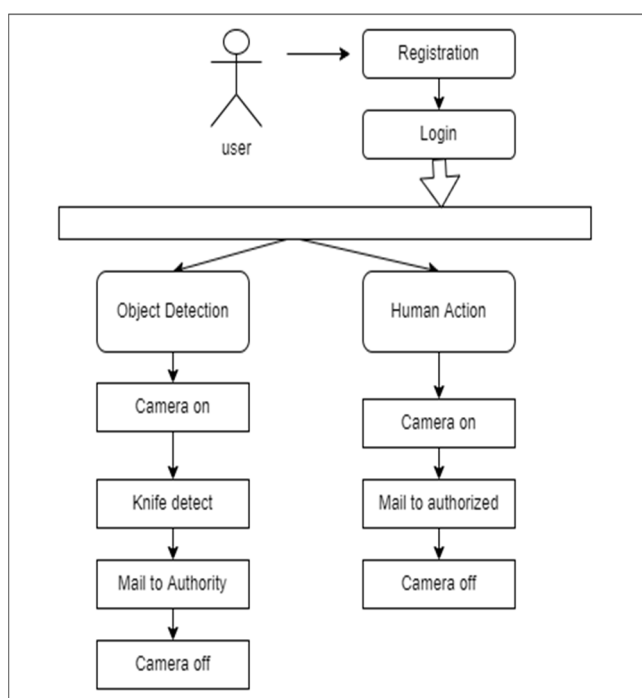 Registration
Login
user
Object Detection
Human Action
Camera on
Camera on
Knife detect
Mail to authorized
Mail to Authority
Camera off
Camera off